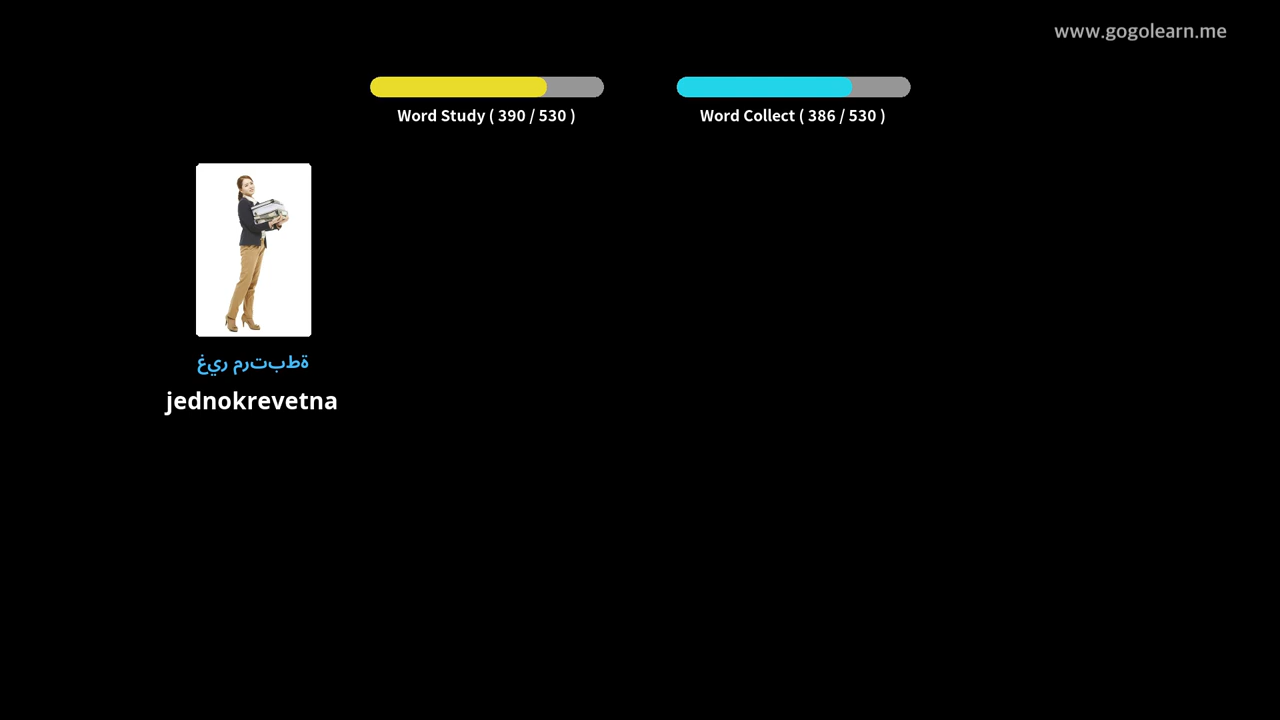 www.gogolearn.me
Word Study ( 390 / 530 )
Word Collect ( 386 / 530 )
غير مرتبطة
jednokrevetna